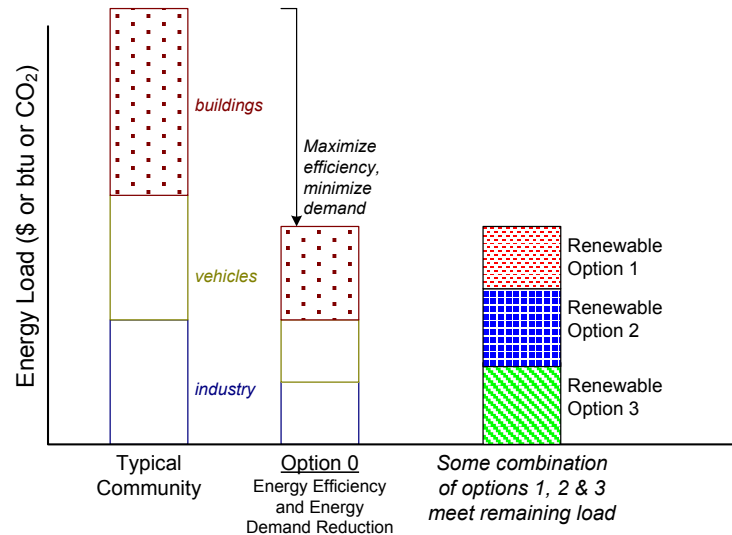 Energy Load ($ or btu or CO₂)
buildings
vehicles
industry
Maximize
efficiency,
minimize
demand
Renewable
Option 1
Renewable
Option 2
Renewable
Option 3
Typical
Community
Option 0
Energy Efficiency
and Energy
Demand Reduction
Some combination
of options 1, 2 & 3
meet remaining load